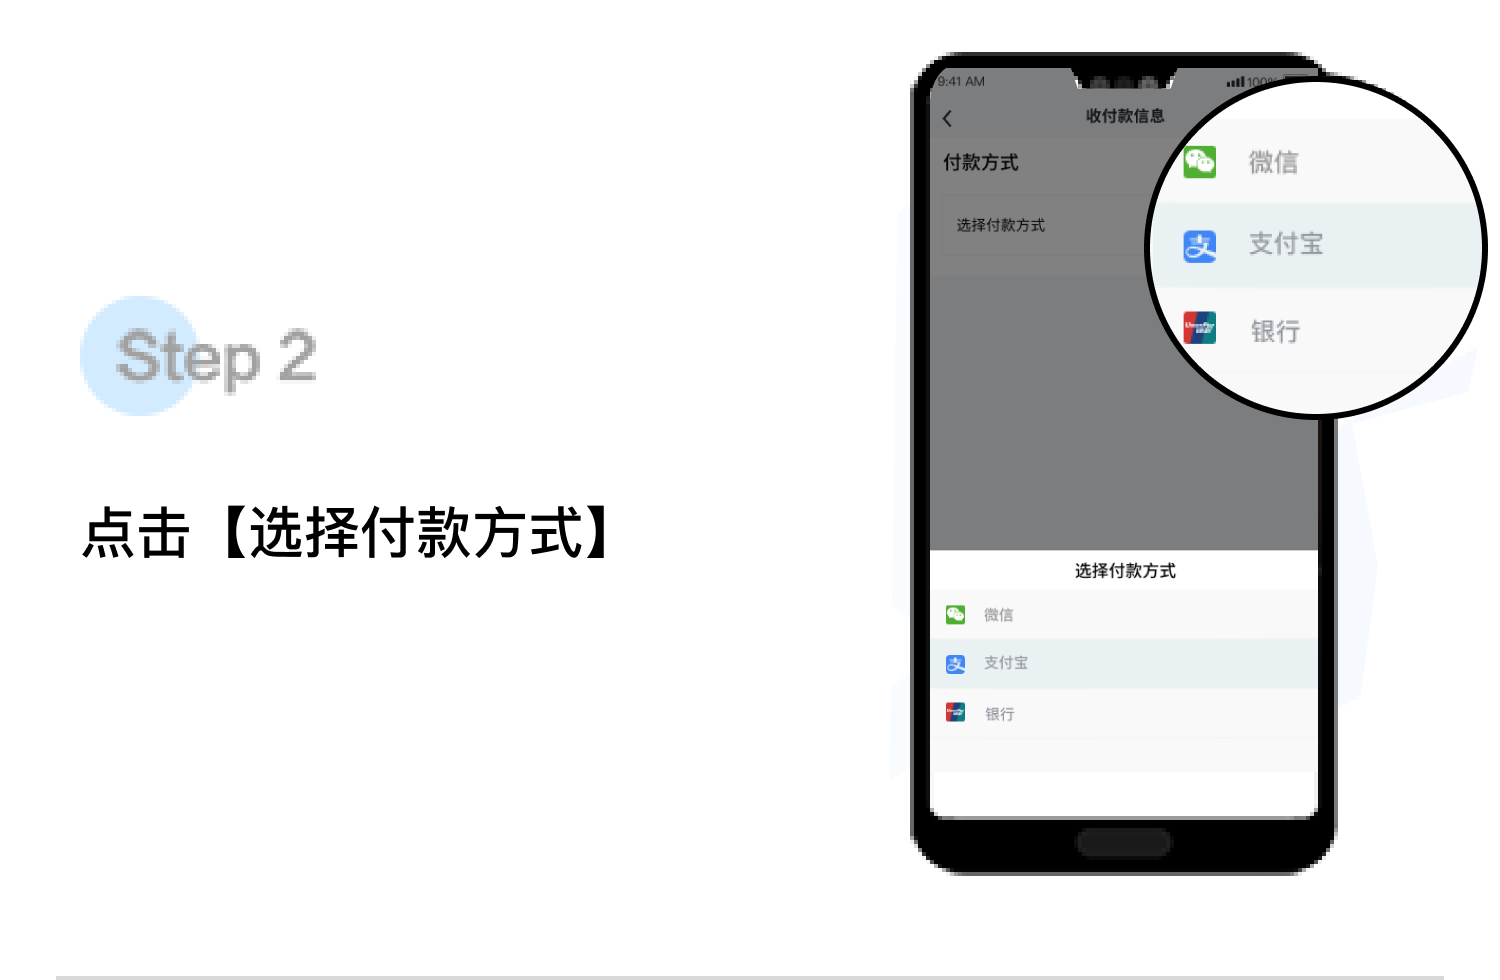 Step 2
点击【选择付款方式】
9:41 AM
100%
收付款信息
付款方式
选择付款方式
微信
支付宝
银行
选择付款方式
微信
支付宝
银行